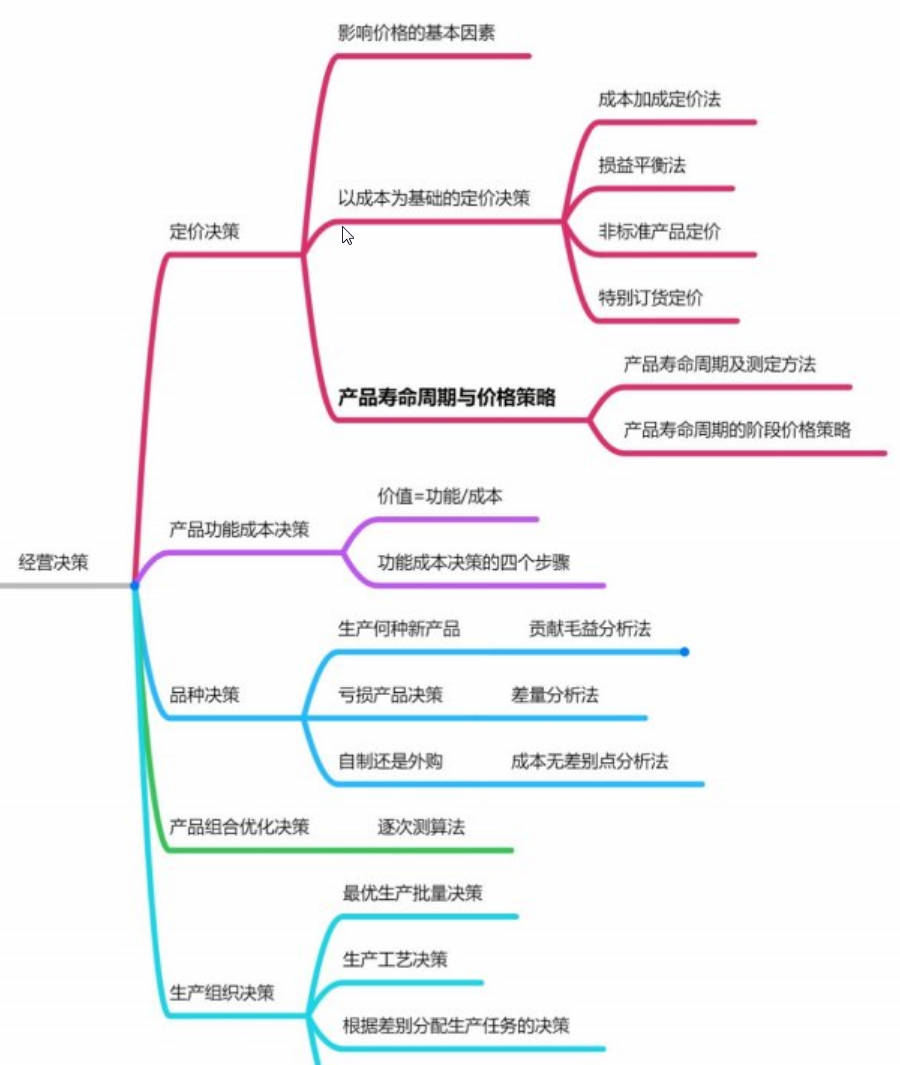 影响价格的基本因素
成本加成定价法
损益平衡法
以成本为基础的定价决策
定价决策
非标准产品定价
特别订货定价
产品寿命周期及测定方法
产品寿命周期与价格策略
产品寿命周期的阶段价格策略
价值=功能/成本
产品功能成本决策
经营决策
功能成本决策的四个步骤
生产何种新产品 贡献毛益分析法
品种决策
亏损产品决策 差量分析法
自制还是外购 成本无差别点分析法
产品组合优化决策 逐次测算法
最优生产批量决策
生产工艺决策
生产组织决策
根据差别分配生产任务的决策